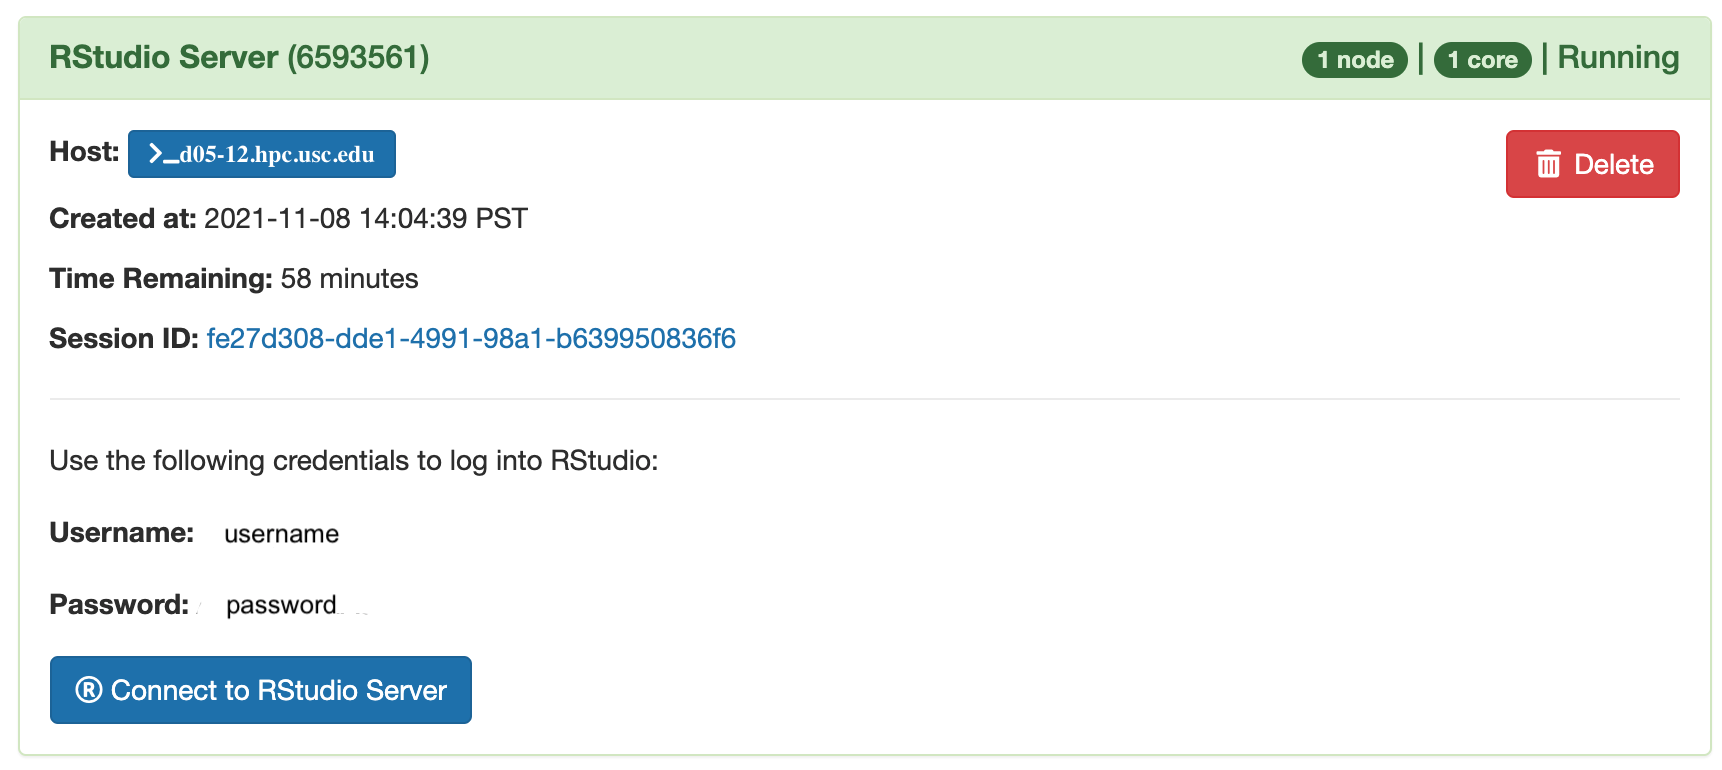 RStudio Server (6593561) 1 node | 1 core | Running
Host: >_d05-12.hpc.usc.edu
Delete
Created at: 2021-11-08 14:04:39 PST
Time Remaining: 58 minutes
Session ID: fe27d308-dde1-4991-98a1-b639950836f6
Use the following credentials to log into RStudio:
Username: username
Password: password
® Connect to RStudio Server